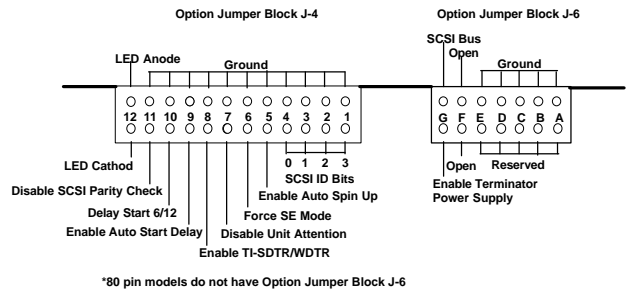 Option Jumper Block J-4 Option Jumper Block J-6
SCSI Bus
LED Anode Open
Ground Ground
12 11 10 9 8 7 6 5 4 3 2 1 G F E D C B A
LED Cathod 0 1 2 3 Open Reserved
SCSI ID Bits Enable Terminator
Disable SCSI Parity Check Enable Auto Spin Up Power Supply
Delay Start 6/12 Force SE Mode
Enable Auto Start Delay Disable Unit Attention
Enable TI-SDTR/WDTR
*80 pin models do not have Option Jumper Block J-6